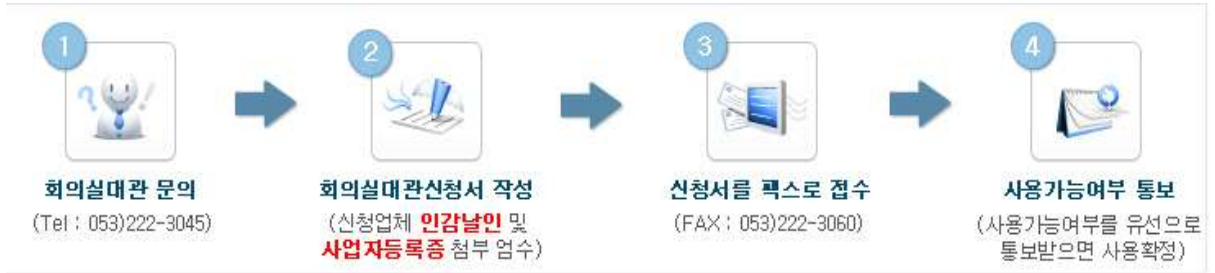 1
회의실대관 문의
(Tel : 053)222-3045)
2
회의실대관신청서 작성
(신청업체 인감날인 및
사업자등록증 첨부 엄수)
3
신청서를 팩스로 접수
(FAX : 053)222-3060)
4
사용가능여부 통보
(사용가능여부를 유선으로
통보받으면 사용확정)